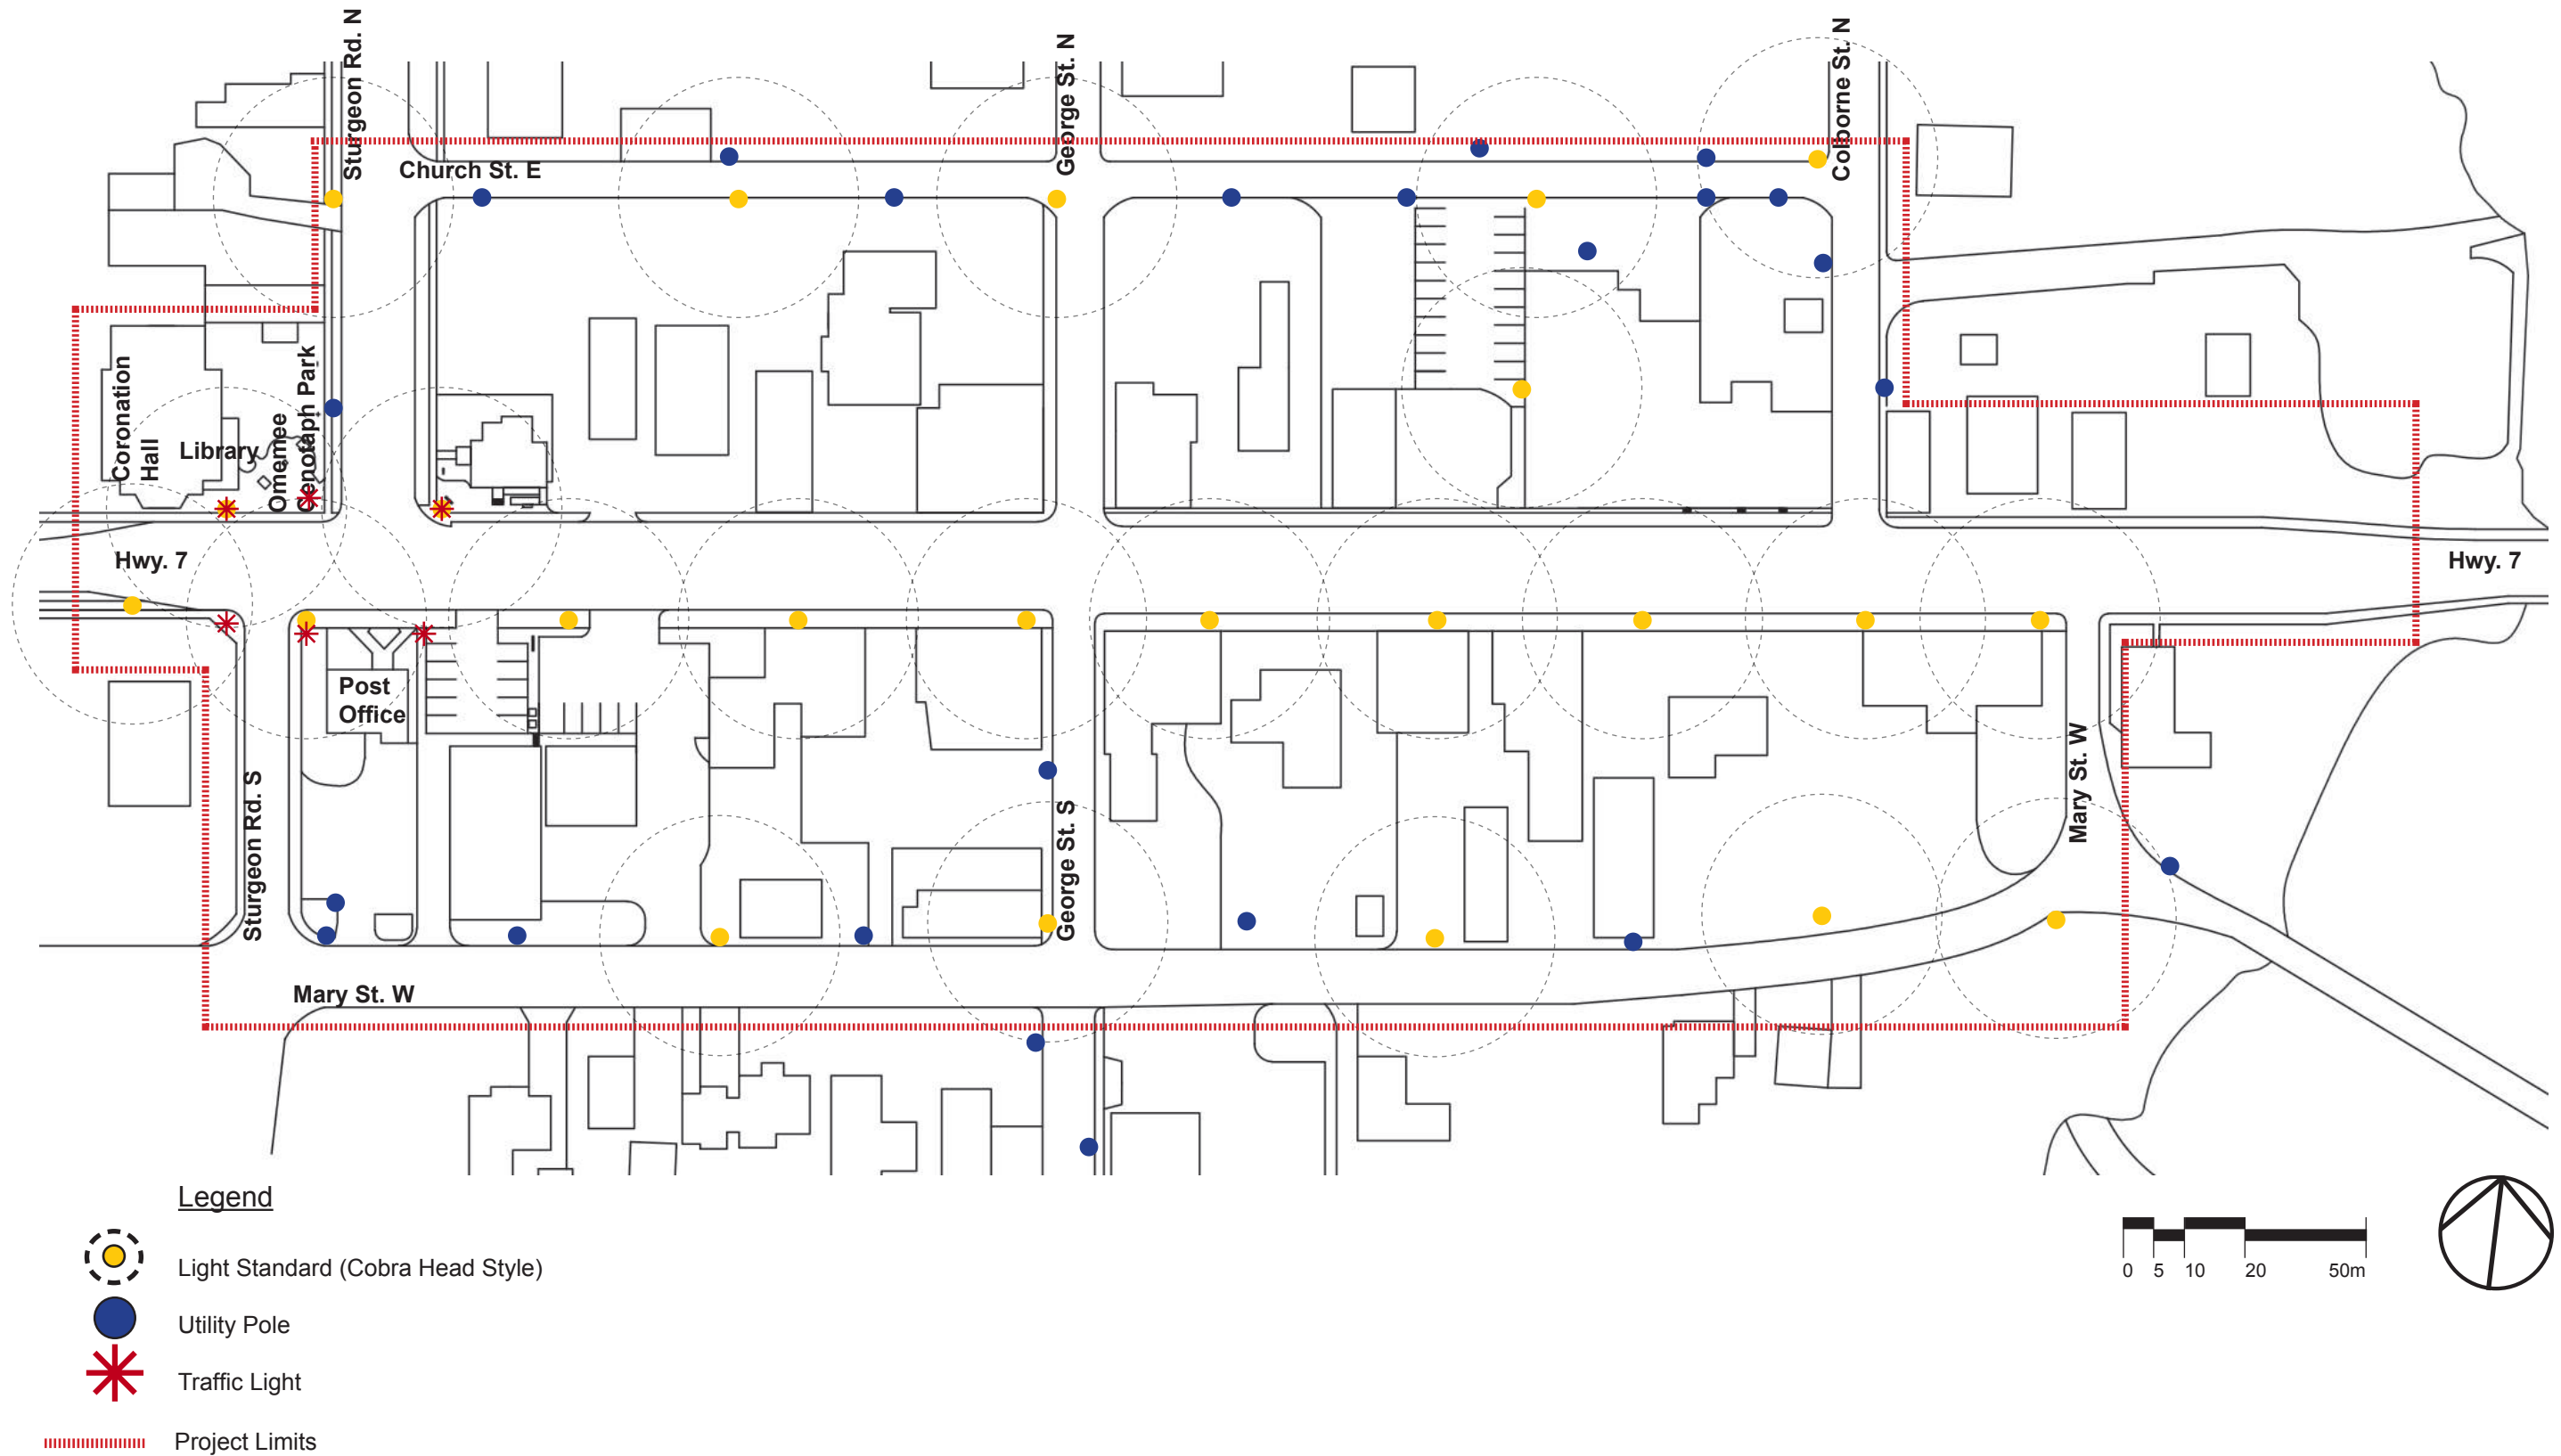 Sturgeon Rd. N
George St. N
Colborne St. N
Church St. E
Coronation
Hall
Library
Omemee
Cenotaph Park
Hwy. 7
Hwy. 7
Post
Office
Sturgeon Rd. S
George St. S
Mary St. W
Mary St. W
Legend
Light Standard (Cobra Head Style)
Utility Pole
Traffic Light
Project Limits
0 5 10 20 50m